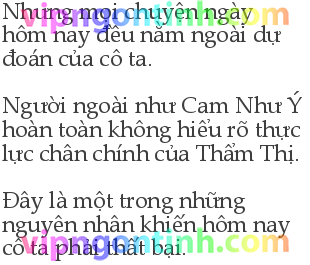 Nhưng mọi chuyện ngày
hôm nay đều nằm ngoài dự
đoán của cô ta.
Người ngoài như Cam Như Ý
hoàn toàn không hiểu rõ thực
lực chân chính của Thẩm Thị.
Đây là một trong những
nguyên nhân khiến hôm nay
cô ta phải thất bại.
vipngontinh.com
vipngontinh.com